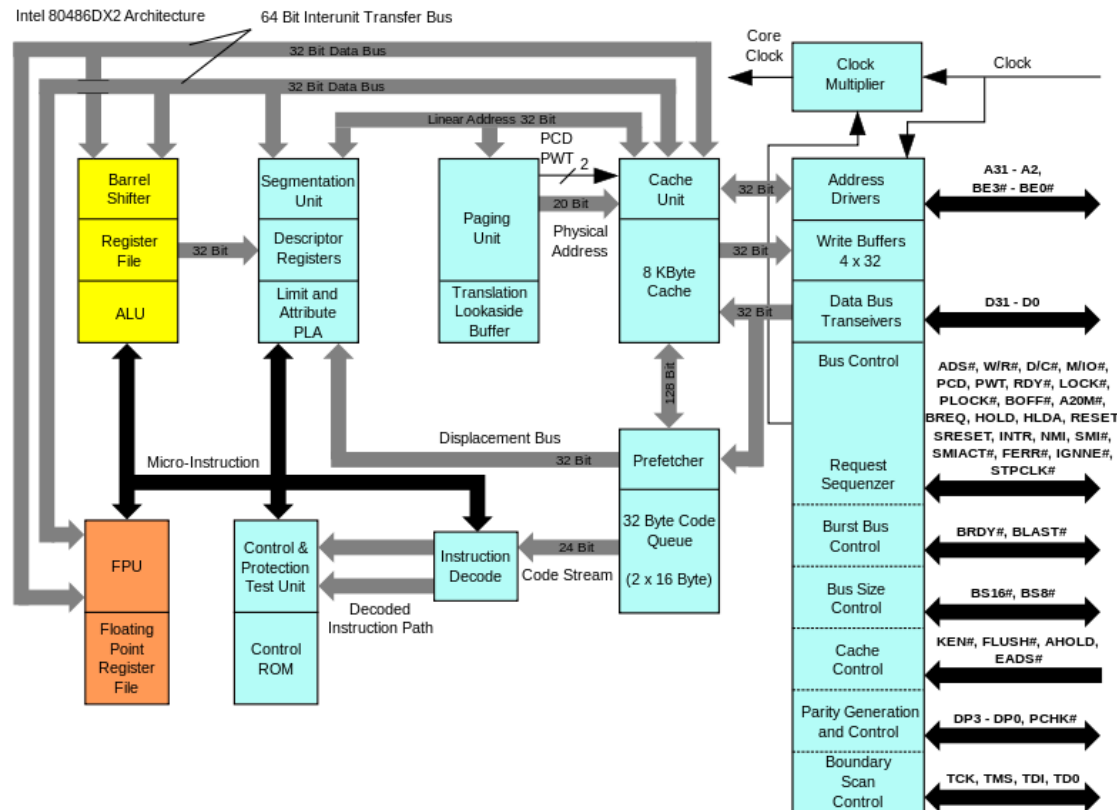 Intel 80486DX2 Architecture
64 Bit Interunit Transfer Bus
32 Bit Data Bus
32 Bit Data Bus
Linear Address 32 Bit
PCD
PWT
2
Core
Clock
Clock
Multiplier
Clock
Barrel
Shifter
Register
File
ALU
32 Bit
Segmentation
Unit
Descriptor
Registers
Limit and
Attribute
PLA
Paging
Unit
Translation
Lookaside
Buffer
20 Bit
Physical
Address
Cache
Unit
8 KByte
Cache
32 Bit
32 Bit
32 Bit
128 Bit
Address
Drivers
Write Buffers
4 x 32
Data Bus
Transeivers
Bus Control
Request
Sequenzer
Burst Bus
Control
Bus Size
Control
Cache
Control
Parity Generation
and Control
Boundary
Scan
Control
A31 - A2,
BE3# - BE0#
D31 - D0
ADS#, W/R#, D/C#, M/IO#,
PCD, PWT, RDY#, LOCK#,
PLOCK#, BOFF#, A20M#,
BREQ, HOLD, HLDA, RESET
SRESET, INTR, NMI, SMI#,
SMIACT#, FERR#, IGNNE#,
STPCLK#
BRDY#, BLAST#
BS16#, BS8#
KEN#, FLUSH#, AHOLD,
EADS#
DP3 - DP0, PCHK#
TCK, TMS, TDI, TD0
Displacement Bus
32 Bit
Micro-Instruction
Prefetcher
32 Byte Code
Queue
(2 x 16 Byte)
24 Bit
Code Stream
Instruction
Decode
Decoded
Instruction Path
Control &
Protection
Test Unit
Control
ROM
FPU
Floating
Point
Register
File